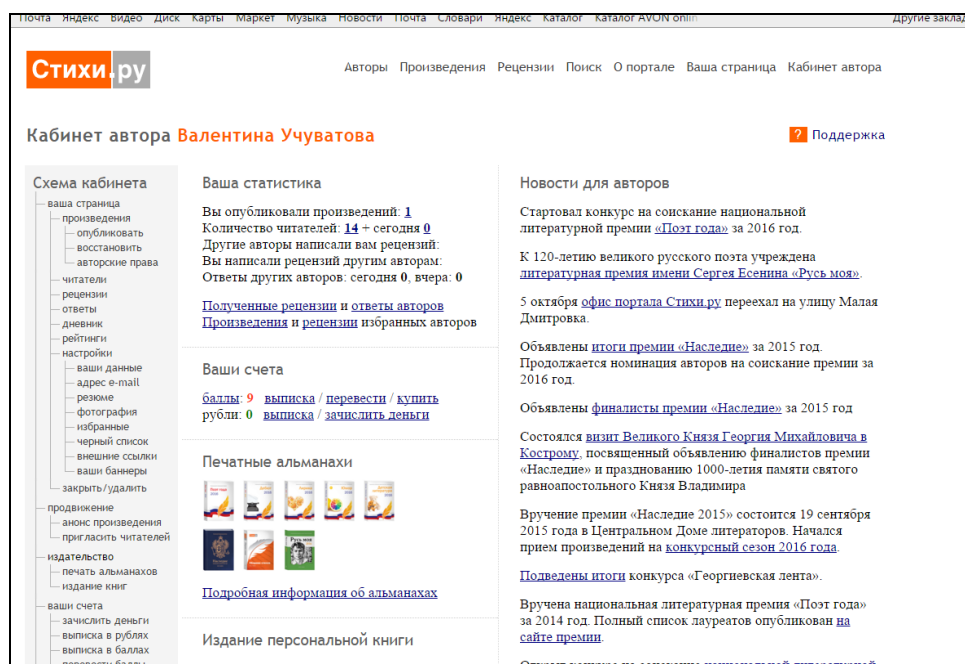 Почта Яндекс Видео Диск Карты Маркет Музыка Новости Почта Словари Яндекс Каталог Каталог AVON onlin Другие заклад
Стихи.ру
Авторы Произведения Рецензии Поиск О портале Ваша страница Кабинет автора
Кабинет автора Валентина Учуватова
? Поддержка
Схема кабинета
ваша страница
произведения
опубликовать
восстановить
авторские права
читатели
рецензии
ответы
дневник
рейтинги
настройки
ваши данные
адрес e-mail
резюме
фотография
избранные
черный список
внешние ссылки
ваши баннеры
закрыть/удалить
продвижение
анонс произведения
пригласить читателей
издательство
печать альманахов
издание книг
ваши счета
зачислить деньги
выписка в рублях
выписка в баллах
перевести баллы
Ваша статистика
Вы опубликовали произведений: 1
Количество читателей: 14 + сегодня 0
Другие авторы написали вам рецензий:
Вы написали рецензий другим авторам:
Ответы других авторов: сегодня 0, вчера: 0
Полученные рецензии и ответы авторов
Произведения и рецензии избранных авторов
Ваши счета
баллы: 9 выписка / перевести / купить
рубли: 0 выписка / зачислить деньги
Печатные альманахи
Подробная информация об альманахах
Издание персональной книги
Новости для авторов
Стартовал конкурс на соискание национальной
литературной премии «Поэт года» за 2016 год.
К 120-летию великого русского поэта учреждена
литературная премия имени Сергея Есенина «Русь моя».
5 октября офис портала Стихи.ру переехал на улицу Малая
Дмитровка.
Объявлены итоги премии «Наследие» за 2015 год.
Продолжается номинация авторов на соискание премии за
2016 год.
Объявлены финалисты премии «Наследие» за 2015 год
Состоялся визит Великого Князя Георгия Михайловича в
Кострому, посвященный объявлению финалистов премии
«Наследие» и празднованию 1000-летия памяти святого
равноапостольного Князя Владимира
Вручение премии «Наследие 2015» состоится 19 сентября
2015 года в Центральном Доме литераторов. Начался
прием произведений на конкурсный сезон 2016 года.
Подведены итоги конкурса «Георгиевская лента».
Вручена национальная литературная премия «Поэт года»
за 2014 год. Полный список лауреатов опубликован на
сайте премии.